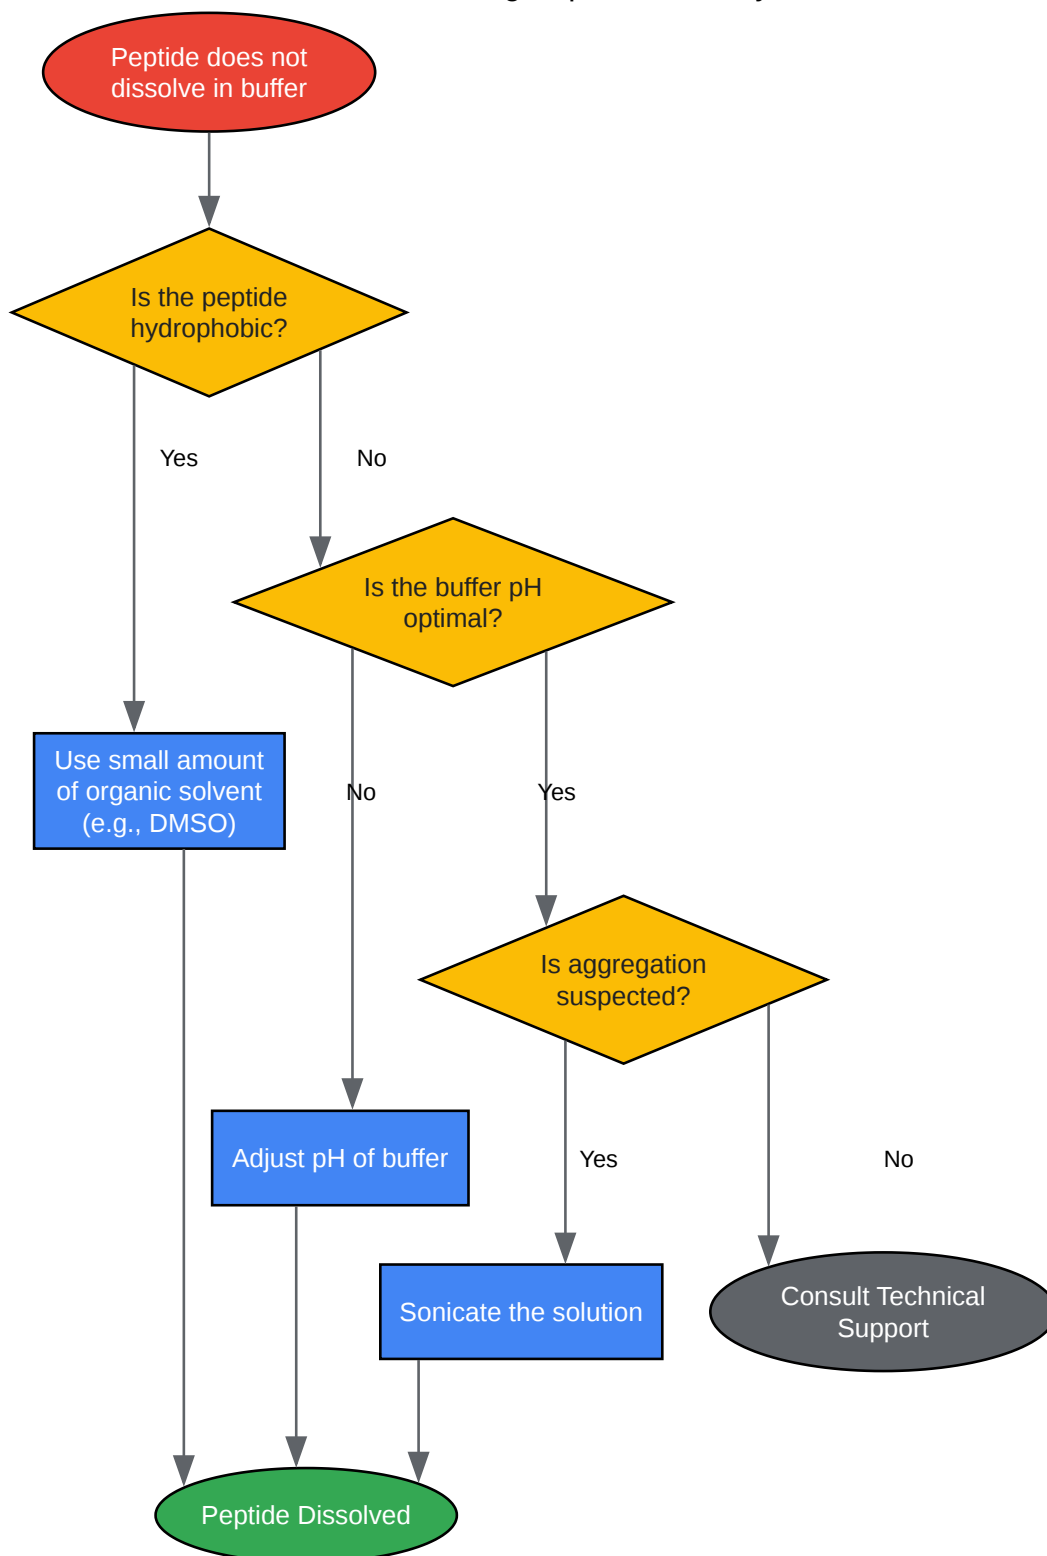 Peptide does not
dissolve in buffer
Is the peptide
hydrophobic?
Yes
No
Is the buffer pH
optimal?
Use small amount
of organic solvent
(e.g., DMSO)
No
Yes
Is aggregation
suspected?
Adjust pH of buffer
Yes
No
Sonicate the solution
Consult Technical
Support
Peptide Dissolved